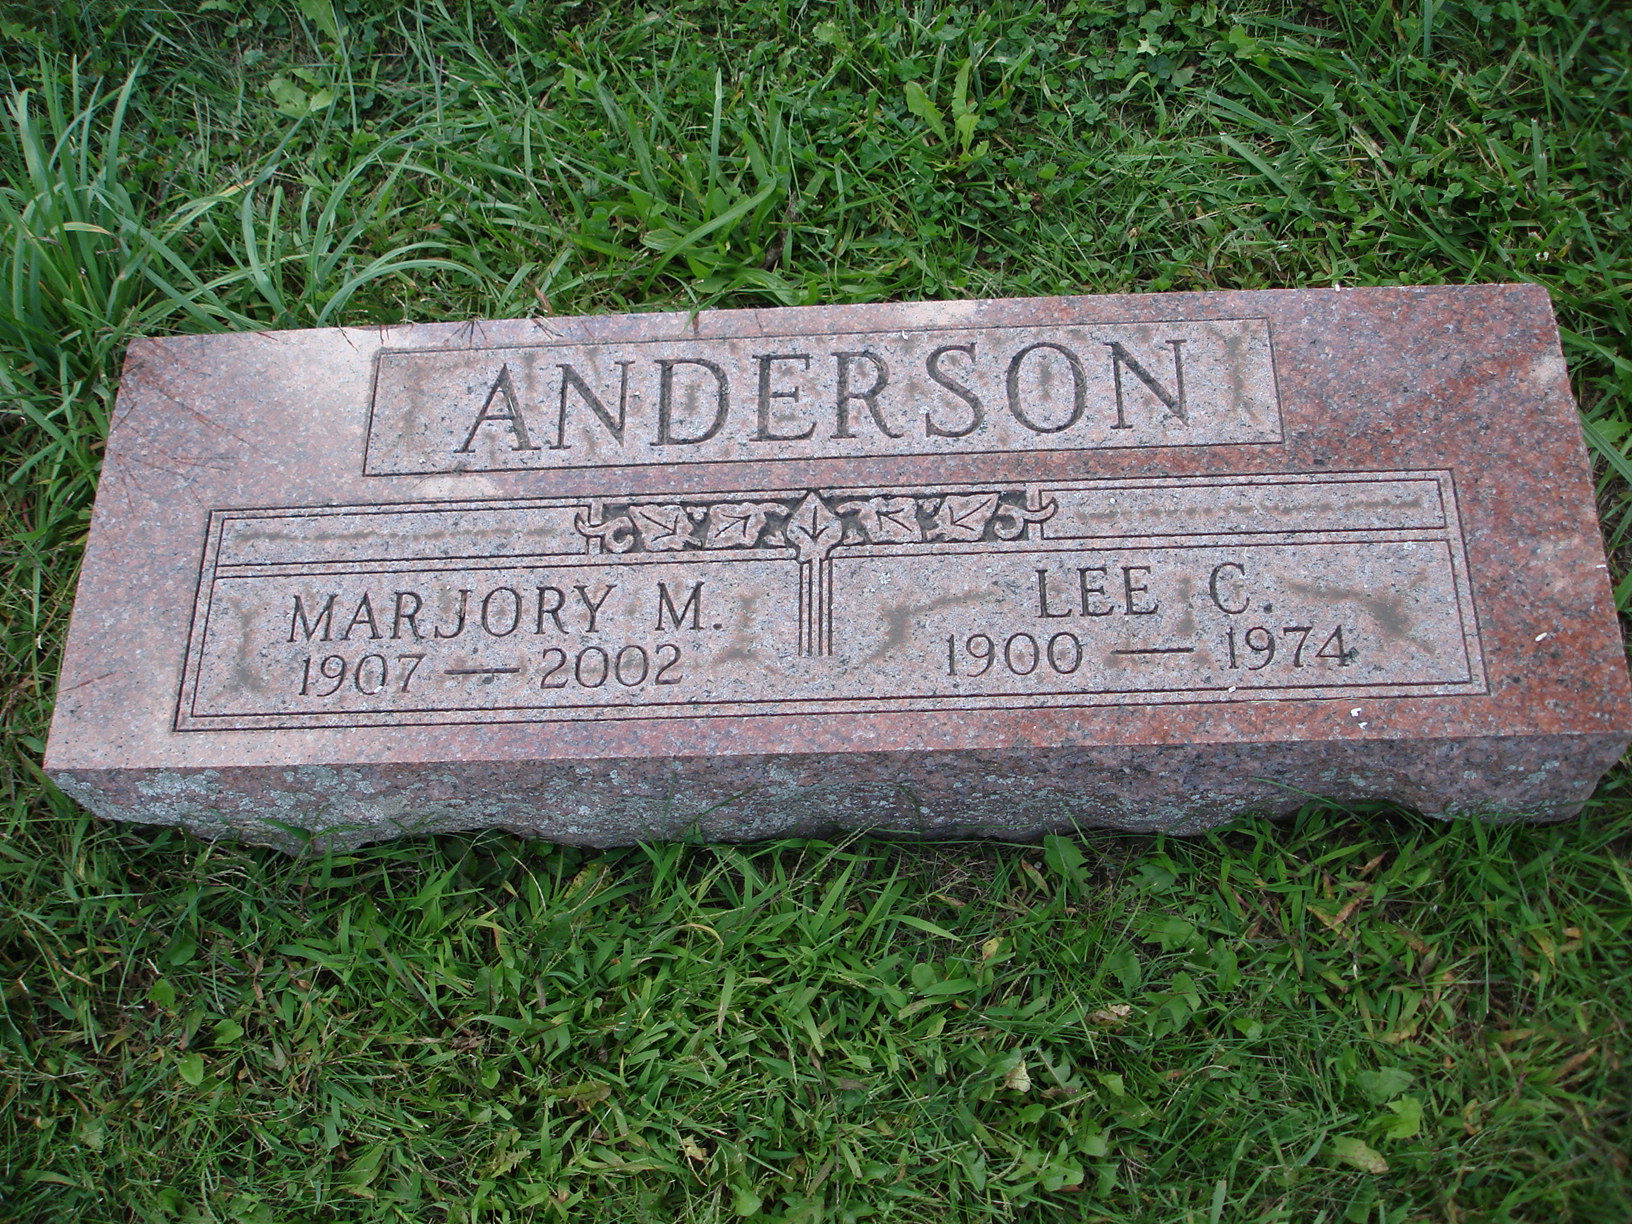 ANDERSON
MARJORY M.
1907 — 2002
LEE C.
1900 — 1974